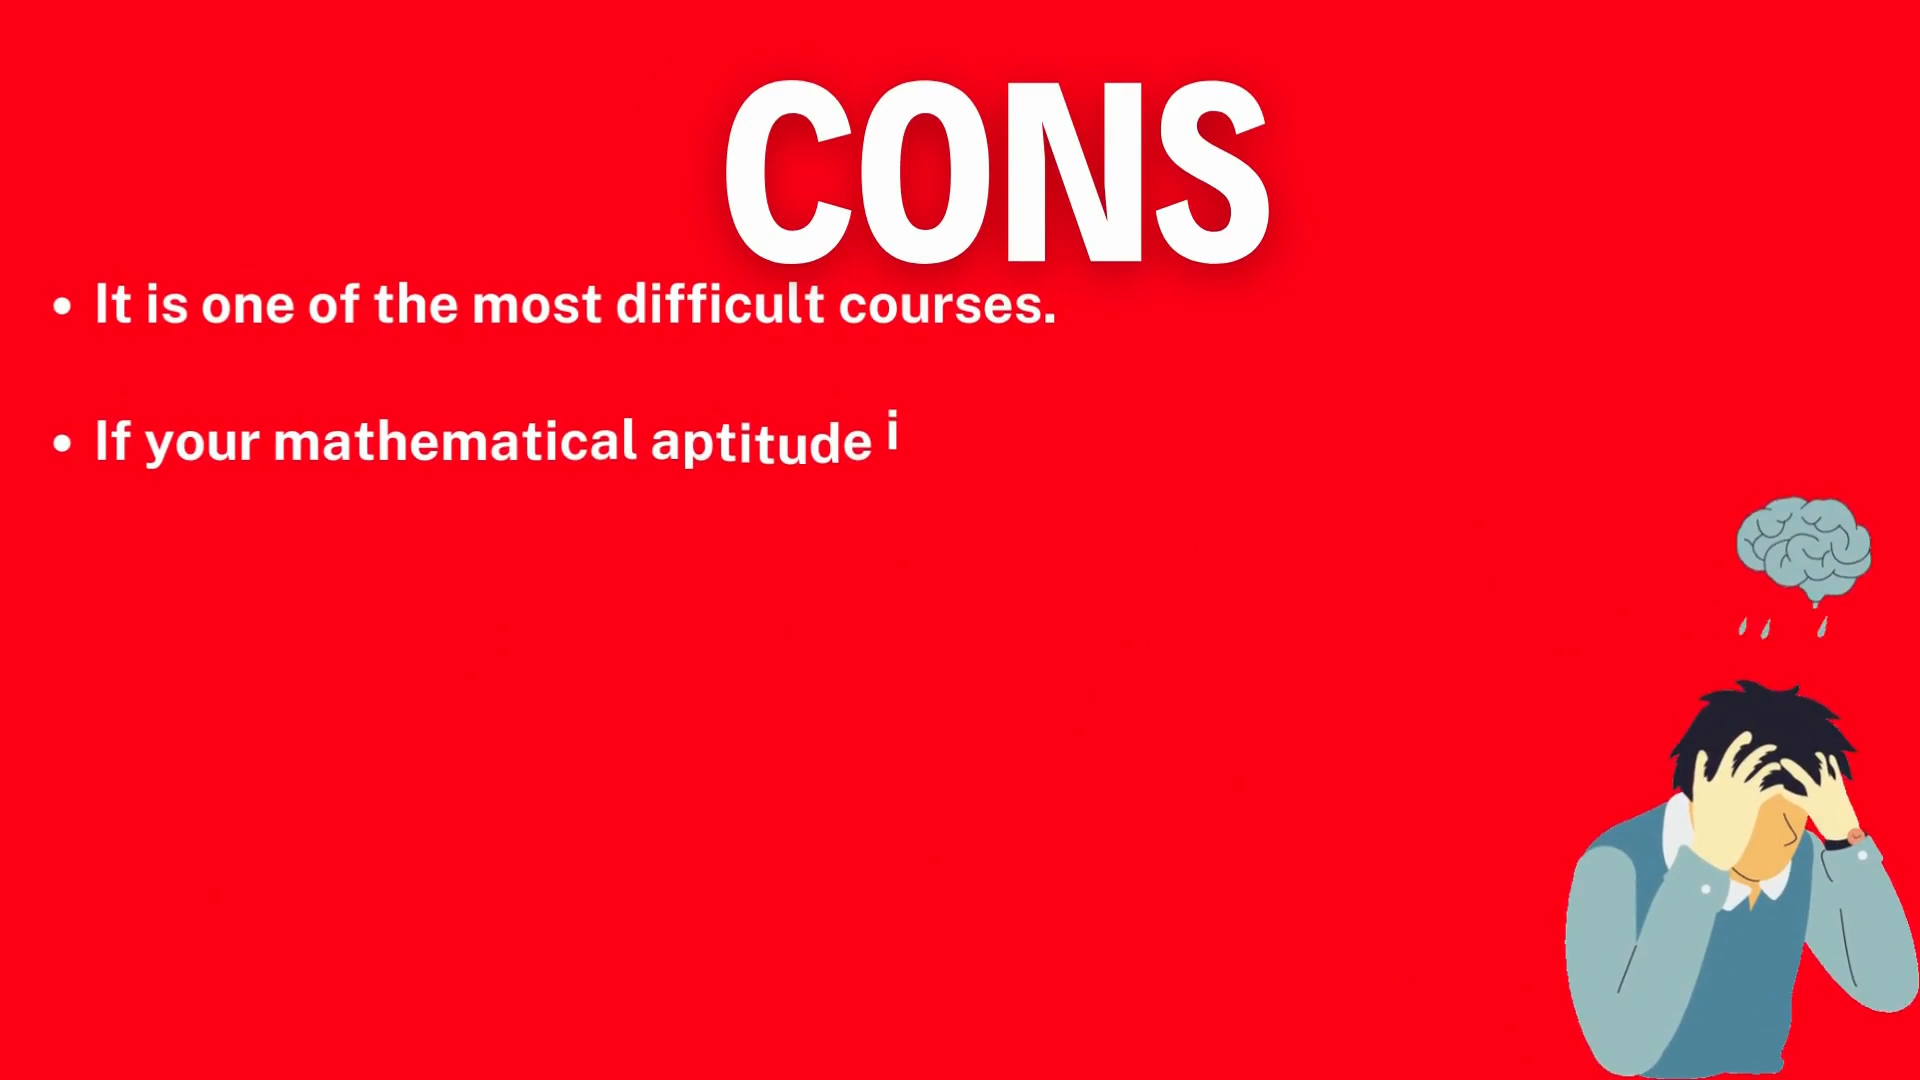 CONS
• It is one of the most difficult courses.
• If your mathematical aptitude i